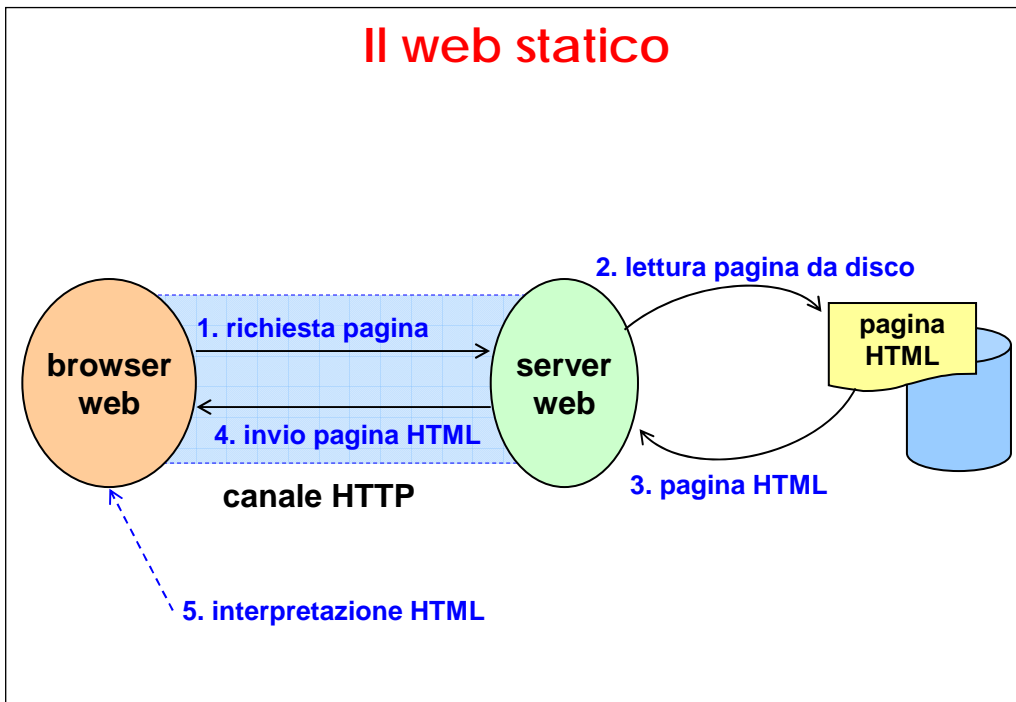 Il web statico
2. lettura pagina da disco
1. richiesta pagina
pagina
HTML
browser
web
server
web
4. invio pagina HTML
3. pagina HTML
canale HTTP
5. interpretazione HTML